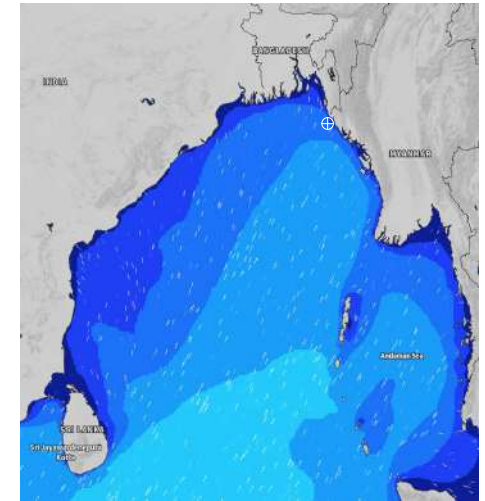 BANGLADESH
INDIA
MYANMAR
Andaman Sea
SRI LANKA
Sri Jayawardenepura
Kotte